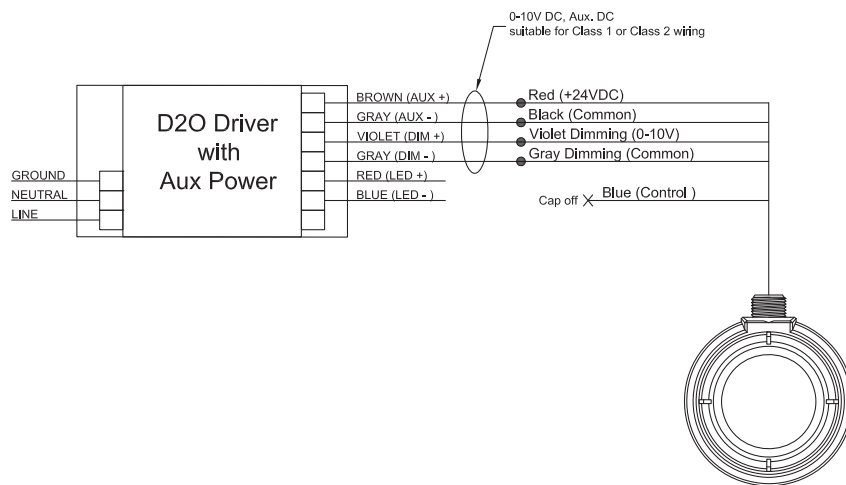 0-10V DC, Aux. DC
suitable for Class 1 or Class 2 wiring
D2O Driver
with
Aux Power
GROUND
NEUTRAL
LINE
BROWN (AUX +)
GRAY (AUX - )
VIOLET (DIM +)
GRAY (DIM - )
RED (LED +)
BLUE (LED - )
Red (+24VDC)
Black (Common)
Violet Dimming (0-10V)
Gray Dimming (Common)
Cap off
Blue (Control )